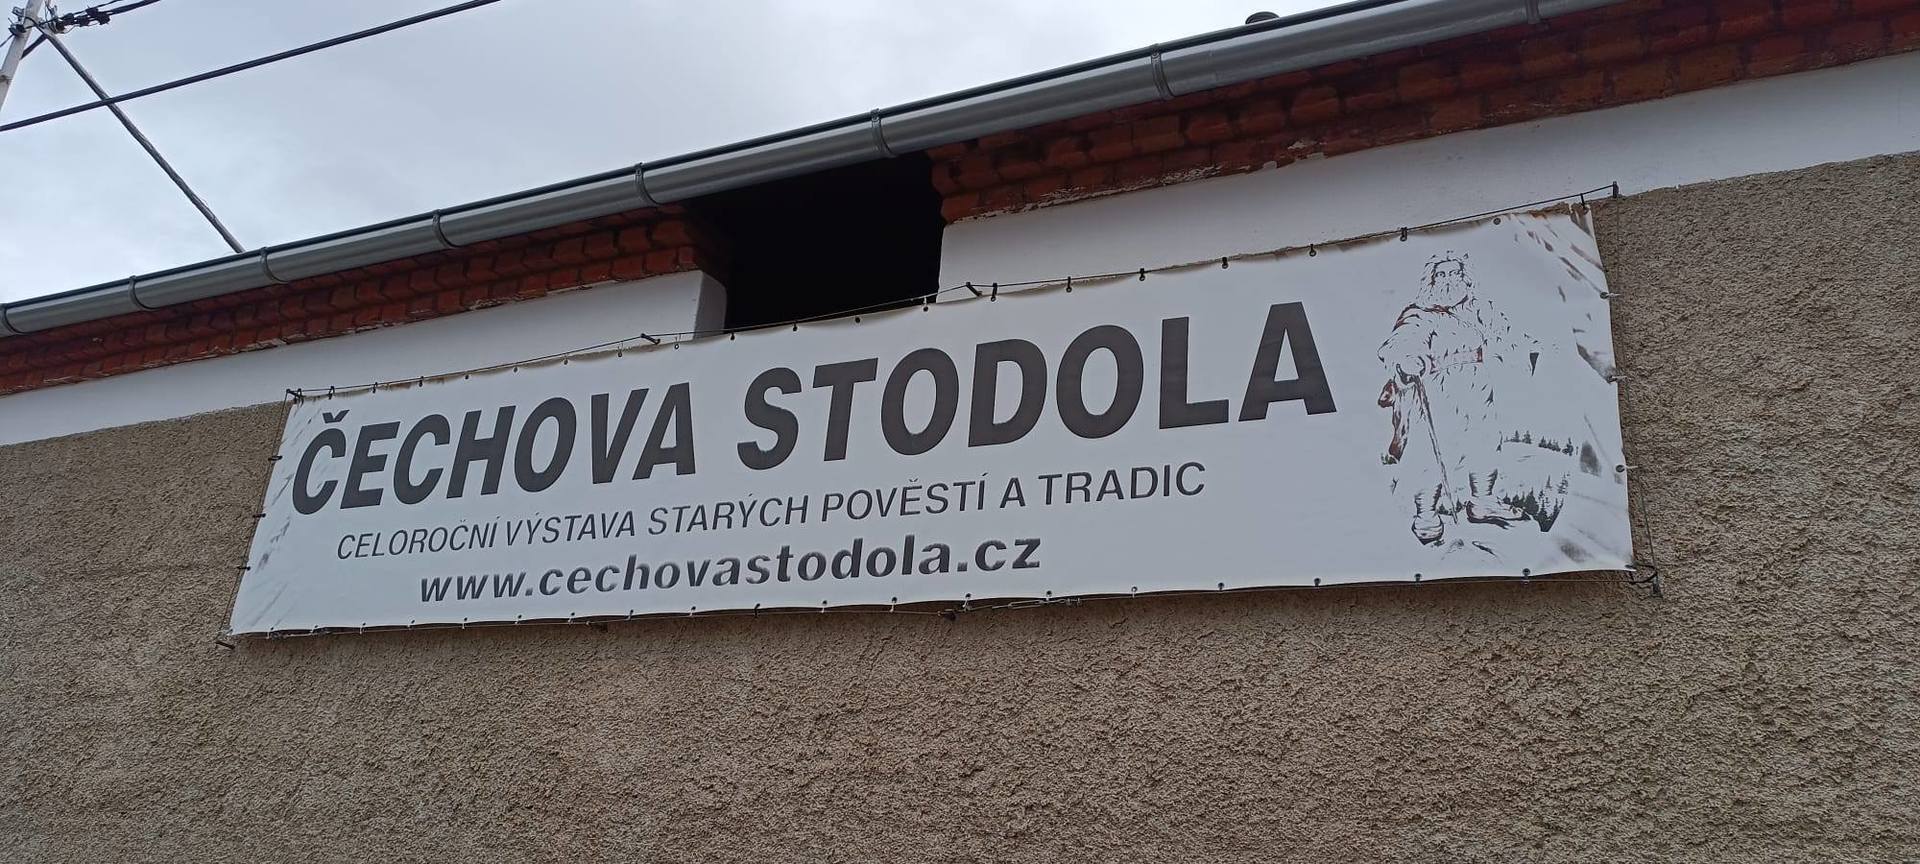 ČECHOVA STODOLA
CELOROČNÍ VÝSTAVA STARÝCH POVĚSTÍ A TRADIC
www.cechovastodola.cz